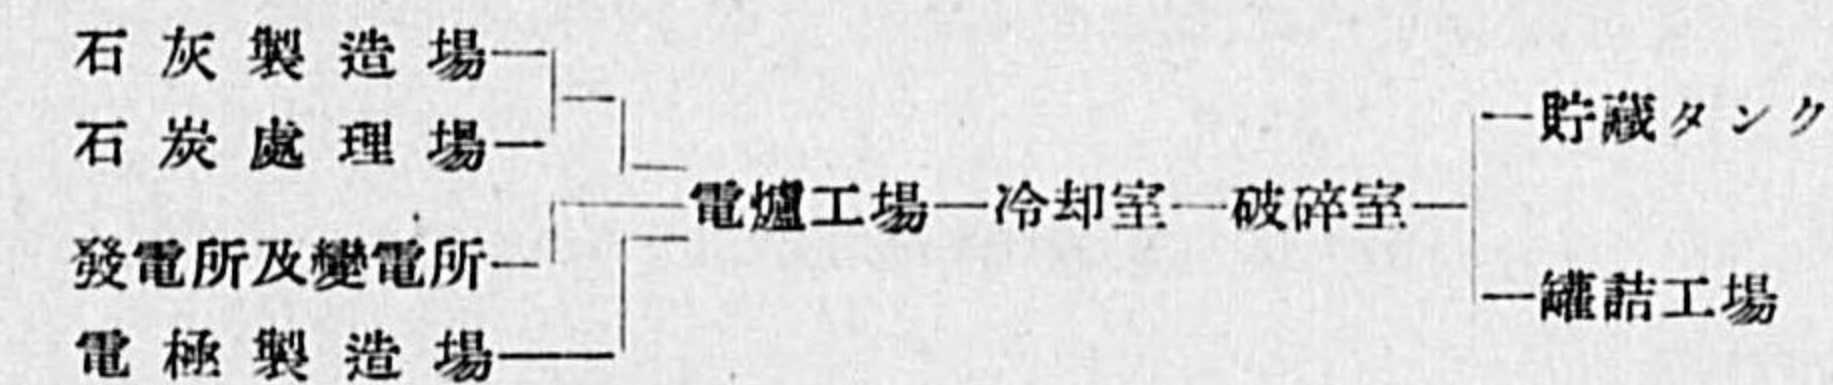 石灰製造場
石炭處理場
發電所及變電所
電極製造場
電爐工場
冷却室
破碎室
貯藏タンク
罐詰工場